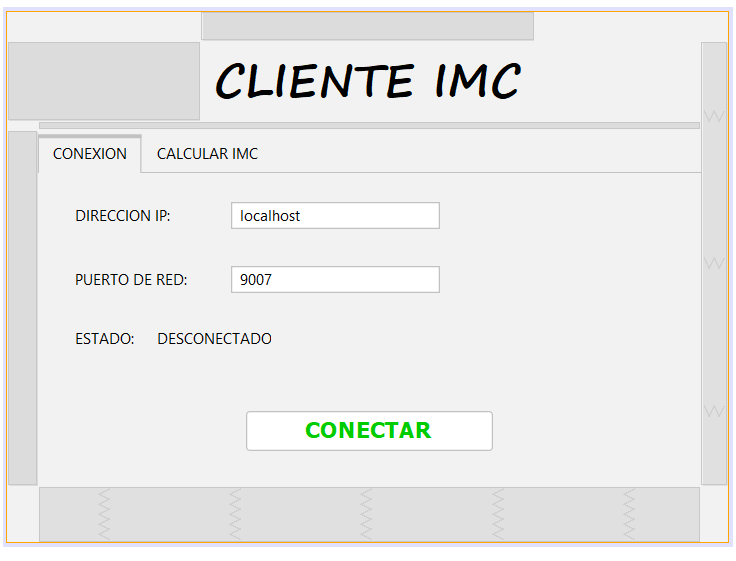 CLIENTE IMC
CONEXION CALCULAR IMC
DIRECCION IP: localhost
PUERTO DE RED: 9007
ESTADO: DESCONECTADO
CONECTAR